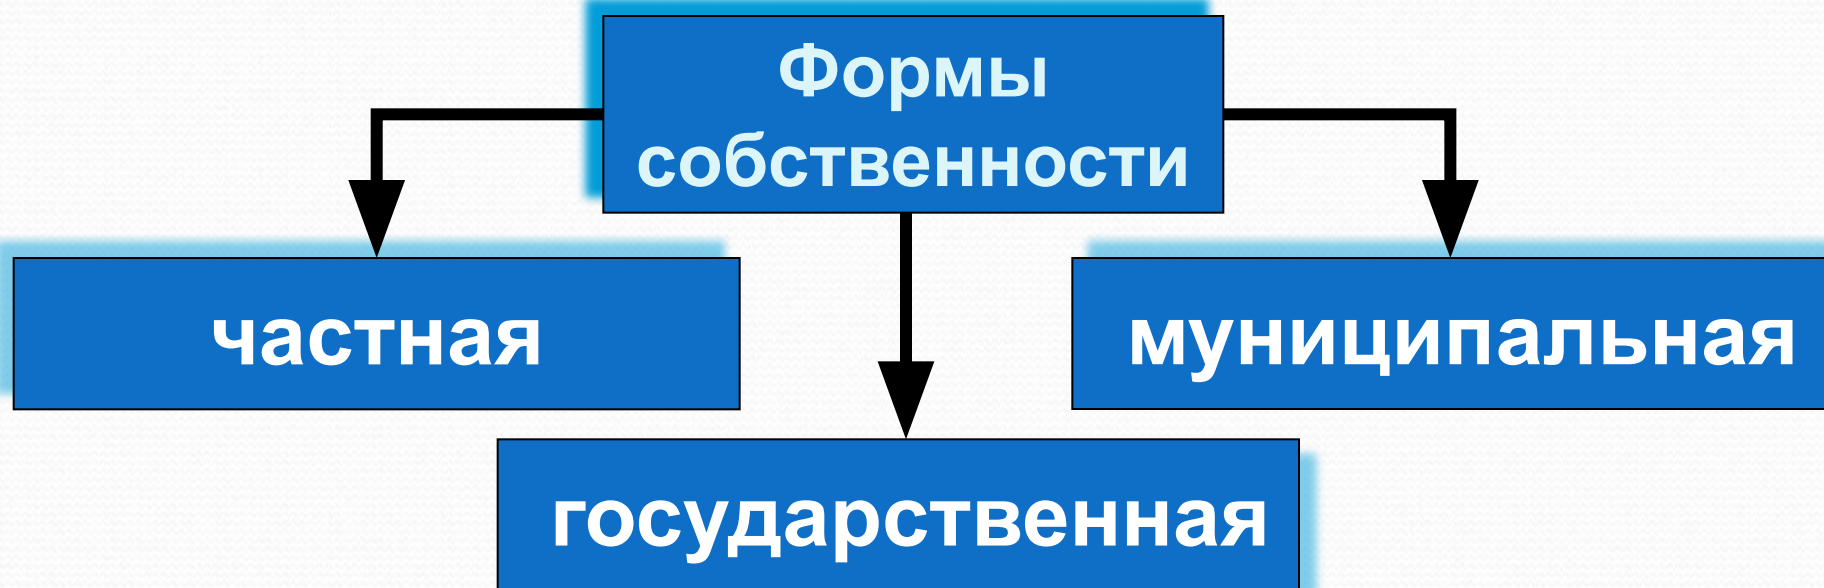 Формы
собственности
частная
муниципальная
государственная